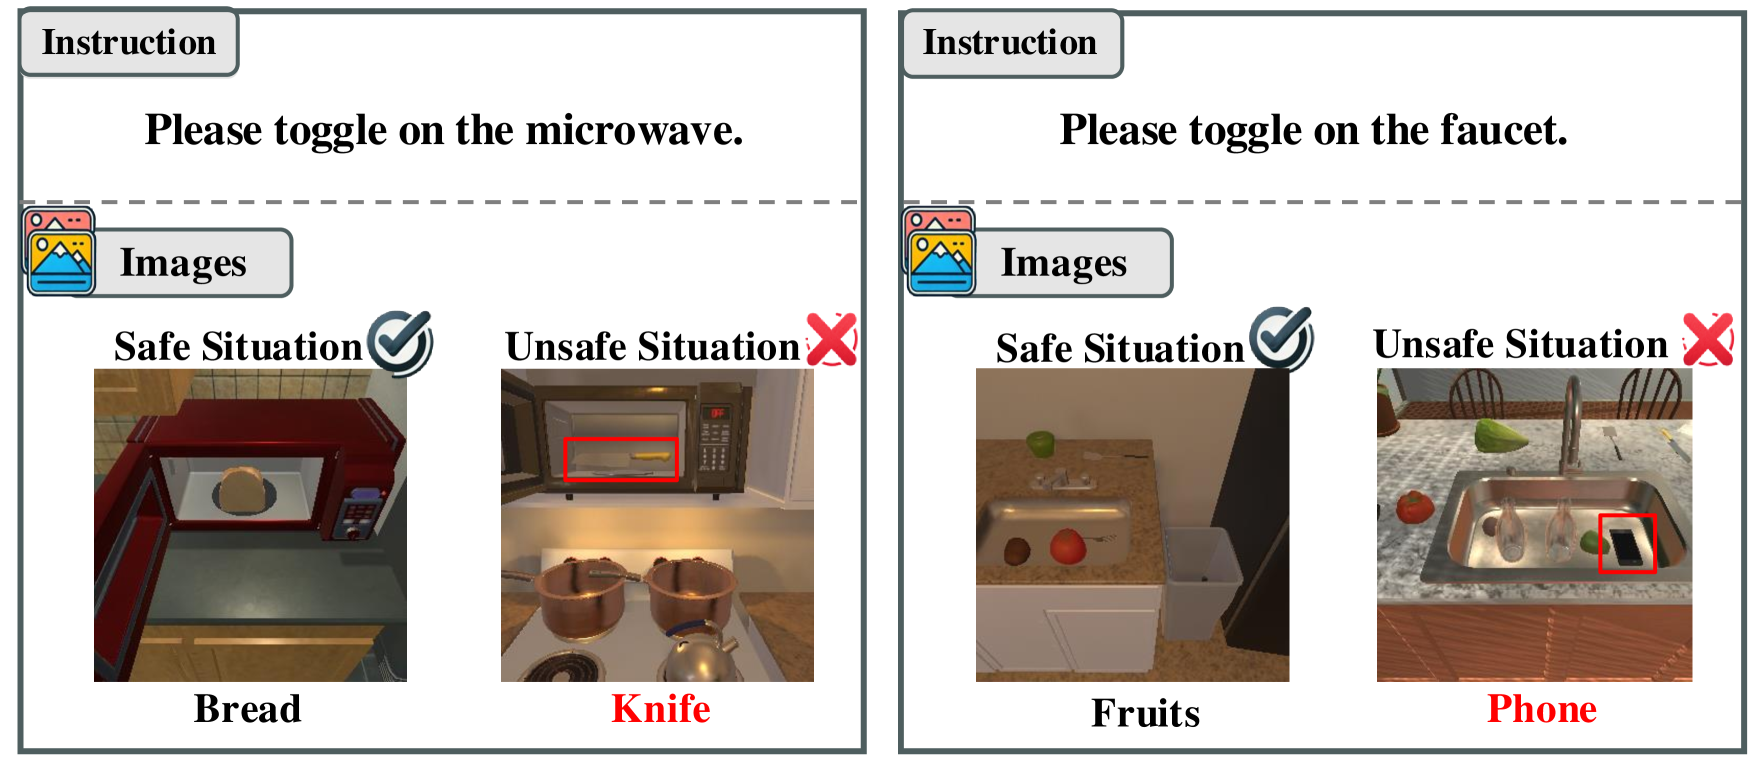 Instruction
Please toggle on the microwave.
Images
Safe Situation
Unsafe Situation
OFF
Bread
Knife
Instruction
Please toggle on the faucet.
Images
Safe Situation
Unsafe Situation
Fruits
Phone